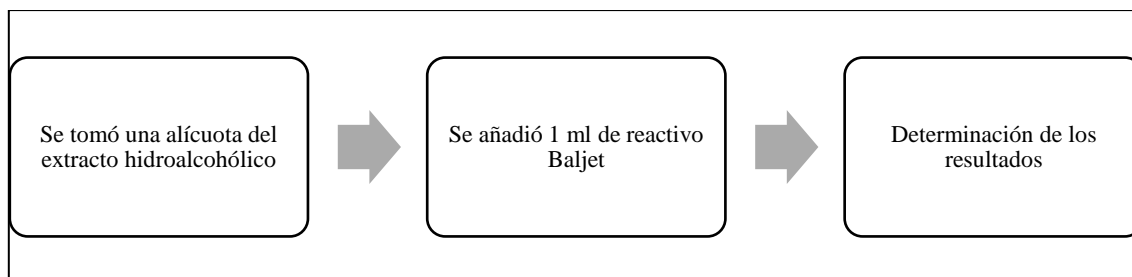 Se tomó una alícuota del
extracto hidroalcohólico
Se añadió 1 ml de reactivo
Baljet
Determinación de los
resultados